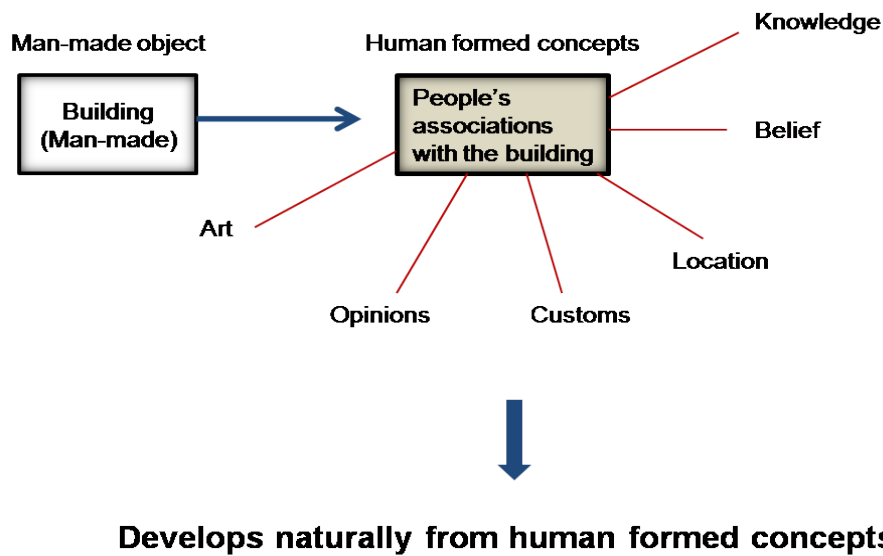 Knowledge
Man-made object
Human formed concepts
Building
(Man-made)
People's
associations
with the building
Belief
Art
Location
Opinions
Customs
Develops naturally from human formed concepts